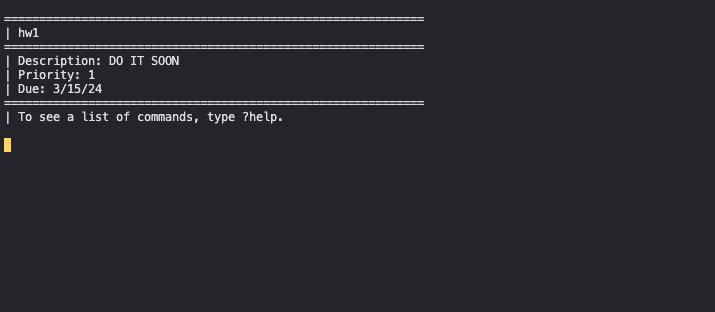 ============================================================
| hw1
============================================================
| Description: DO IT SOON
| Priority: 1
| Due: 3/15/24
============================================================
| To see a list of commands, type ?help.